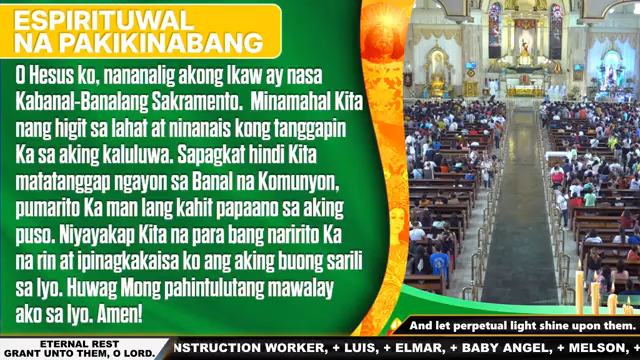 ESPIRITUWAL
NA PAKIKINABANG
O Hesus ko, nananalig akong Ikaw ay nasa
Kabanal-Banalang Sakramento. Minamahal Kita
nang higit sa lahat at ninanais kong tanggapin
Ka sa aking kaluluwa. Sapagkat hindi Kita
matatanggap ngayon sa Banal na Komunyon,
pumarito Ka man lang kahit papaano sa aking
puso. Niyayakap Kita na para bang naririto Ka
na rin at ipinagkakaisa ko ang aking buong sarili
sa Iyo. Huwag Mong pahintulutang mawalay
ako sa Iyo. Amen!
And let perpetual light shine upon them.
ETERNAL REST
GRANT UNTO THEM, O LORD.
NSTRUCTION WORKER, + LUIS, + ELMAR, + BABY ANGEL, + MELSON, +